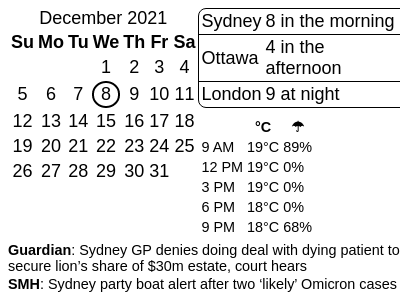 December 2021
Su Mo Tu We Th Fr Sa
1 2 3 4
5 6 7 8 9 10 11
12 13 14 15 16 17 18
19 20 21 22 23 24 25
26 27 28 29 30 31
Sydney 8 in the morning
Ottawa 4 in the
afternoon
London 9 at night
°C ☂
9 AM 19°C 89%
12 PM 19°C 0%
3 PM 19°C 0%
6 PM 18°C 0%
9 PM 18°C 68%
Guardian: Sydney GP denies doing deal with dying patient to
secure lion’s share of $30m estate, court hears
SMH: Sydney party boat alert after two ‘likely’ Omicron cases